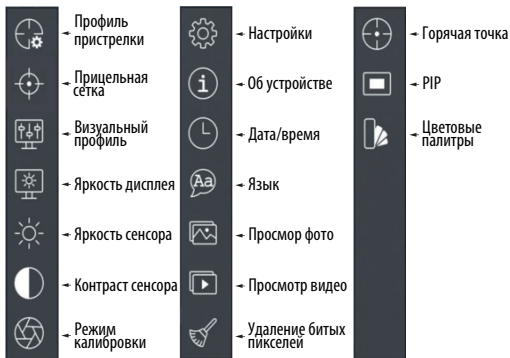 Профиль
пристрелки
Прицельная
сетка
Визуальный
профиль
Яркость дисплея
Яркость сенсора
Контраст сенсора
Режим
калибровки
Настройки
i
Об устройстве
Дата/время
Aa
Язык
Просмор фото
Просмотр видео
Удаление битых
пикселей
Горячая точка
PIP
Цветовые
палитры